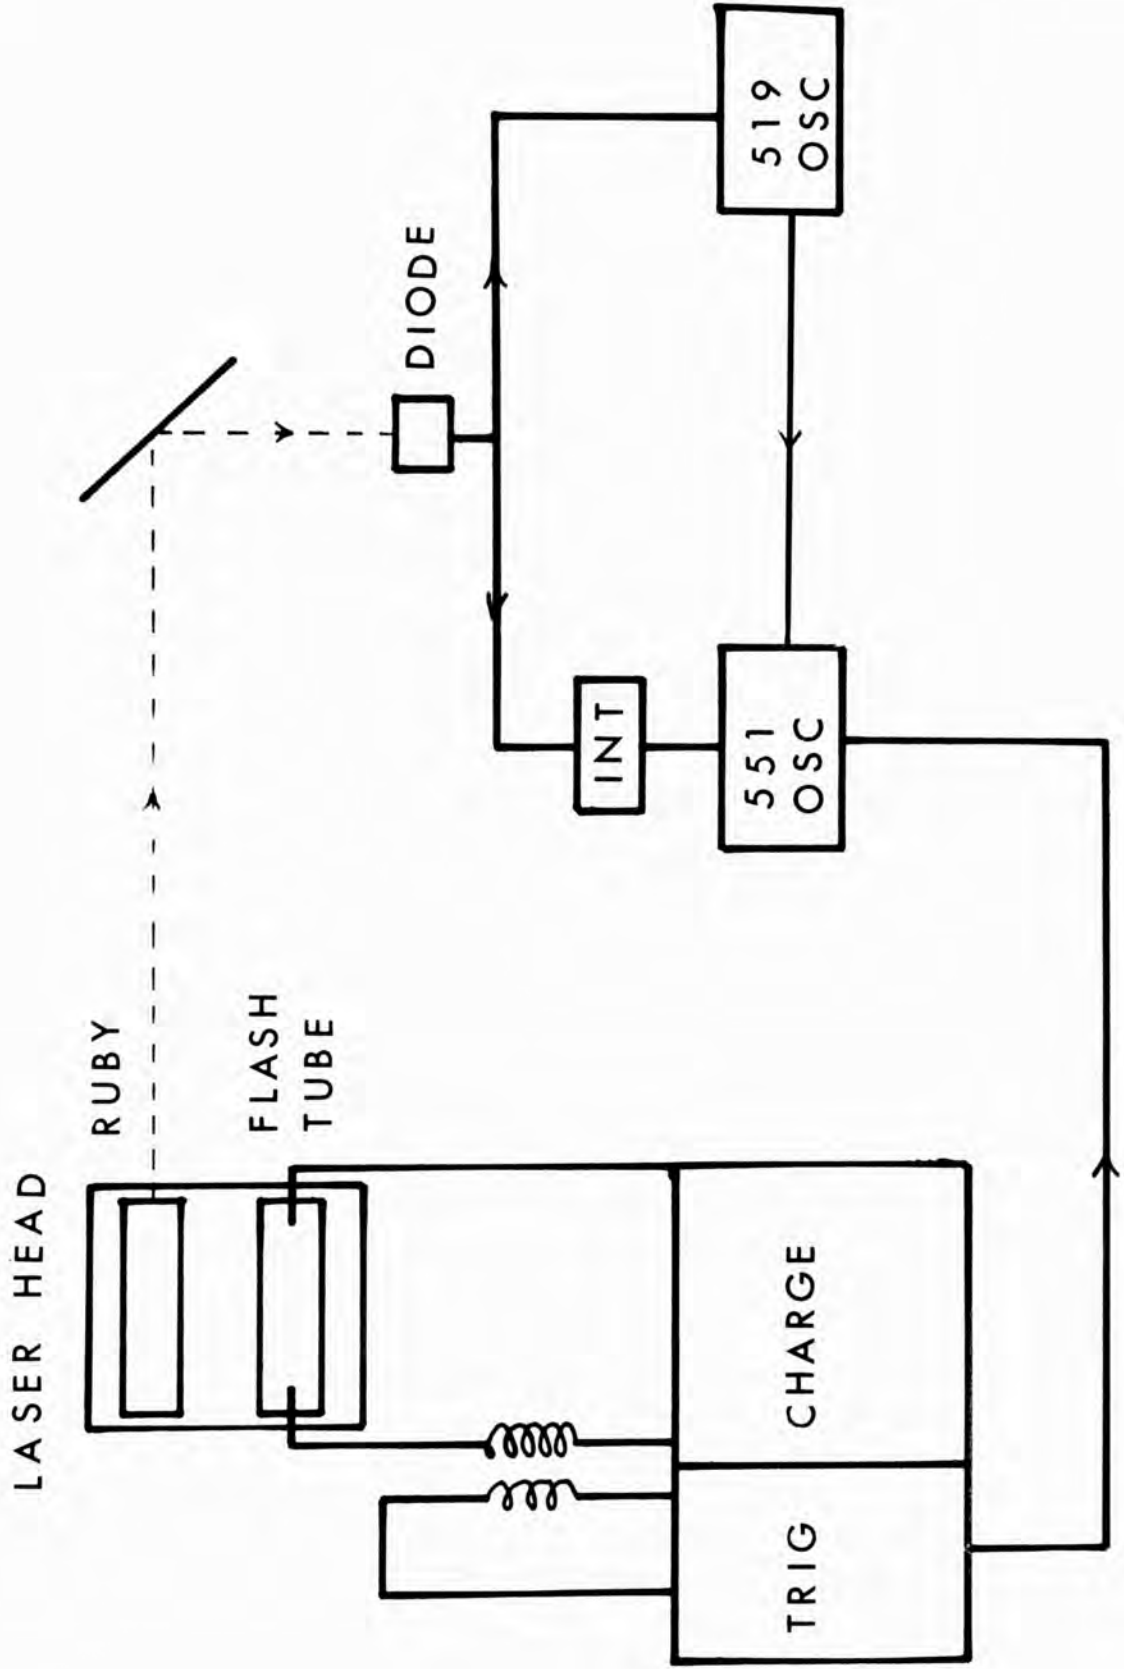 LASER HEAD
RUBY
FLASH
TUBE
DIODE
INT
551
OSC
519
OSC
TRIG
CHARGE